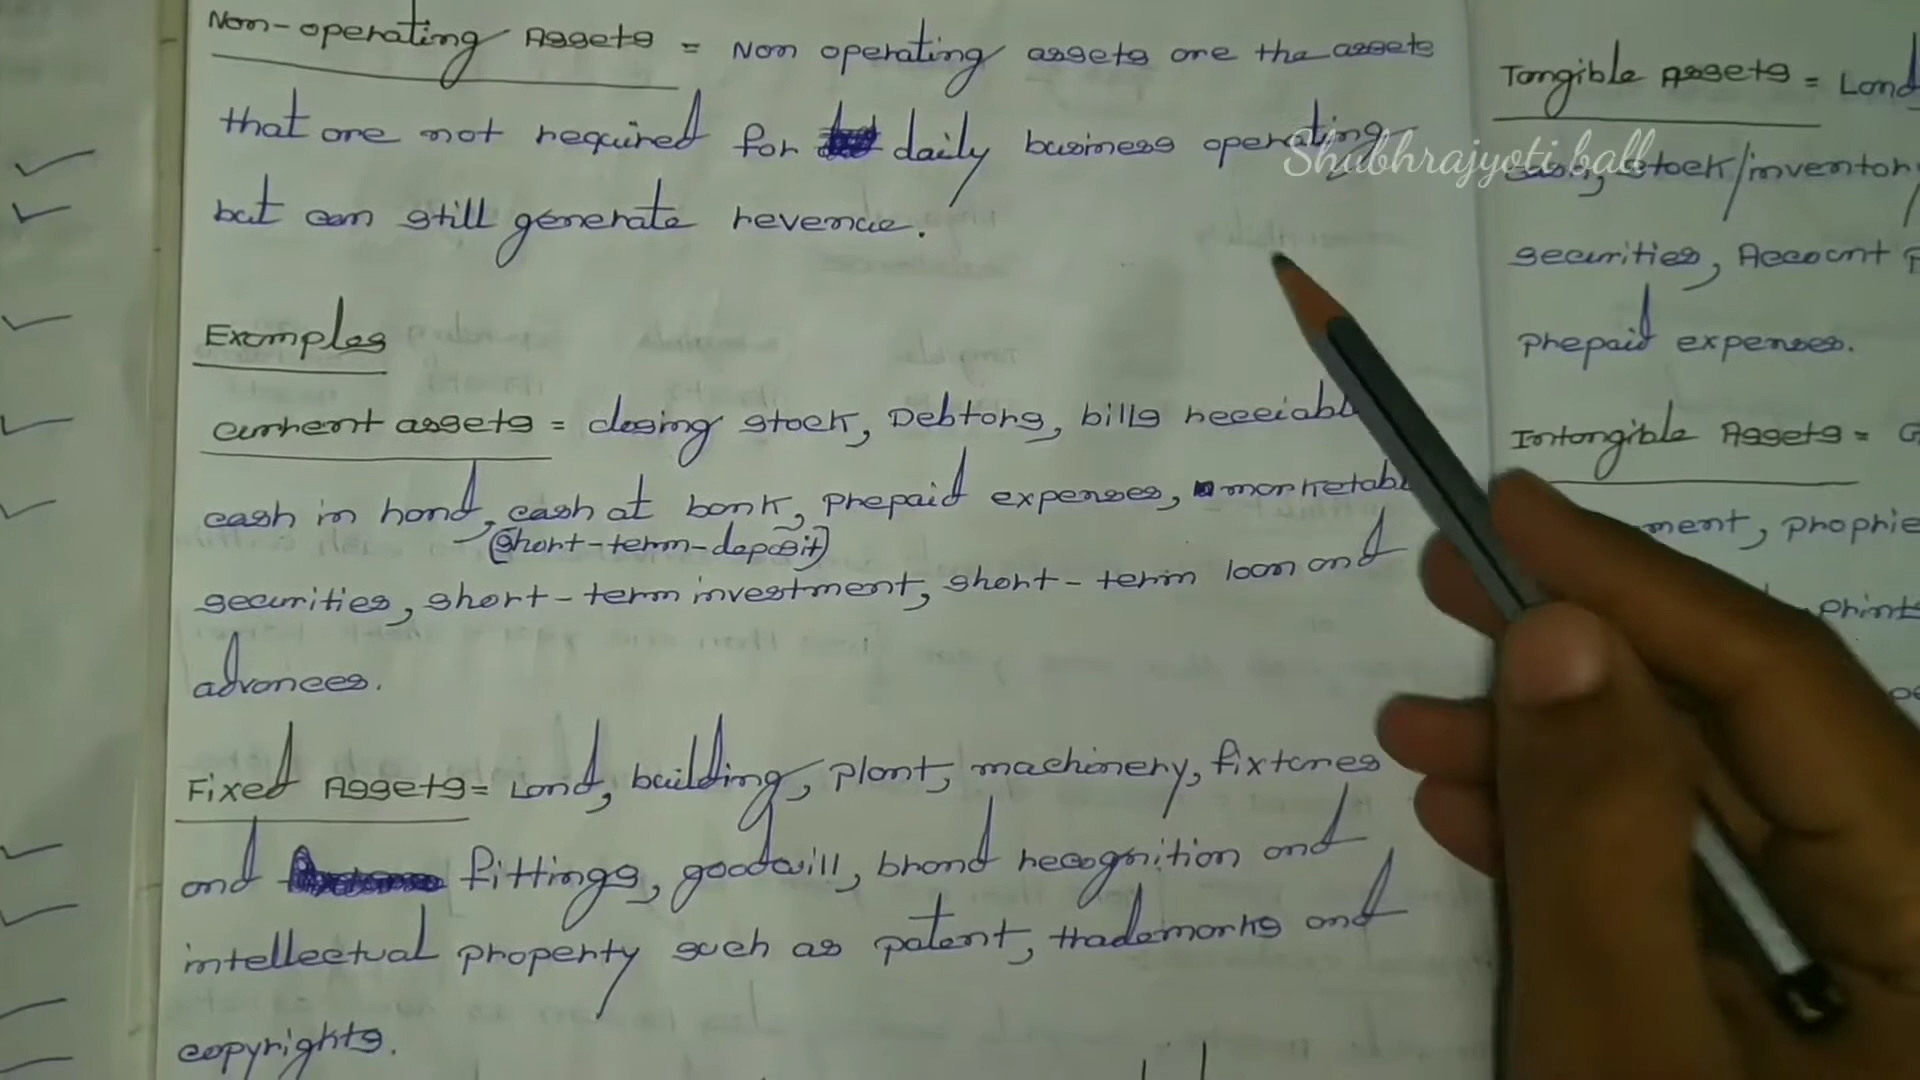 Non-operating Assets = Non operating assets are the assets
that are not required for daily business operating
but can still generate revenue.
Examples
current assets = closing stock, Debtors, bills receiabl
cash in hand, cash at bank, prepaid expenses, marketabl
(short-term-deposit)
securities, short-term investment, short-term loan and
advances.
Fixed Assets = Land, building, plant, machinery, fixtures
and fittings, goodwill, brand recognition and
intellectual property such as patent, trademarks and
copyrights.
Tangible Assets = Land
stock/inventory
securities, Account
prepaid expenses.
Intangible Assets =
ment, proprie
prints
Shubhrajyoti ball